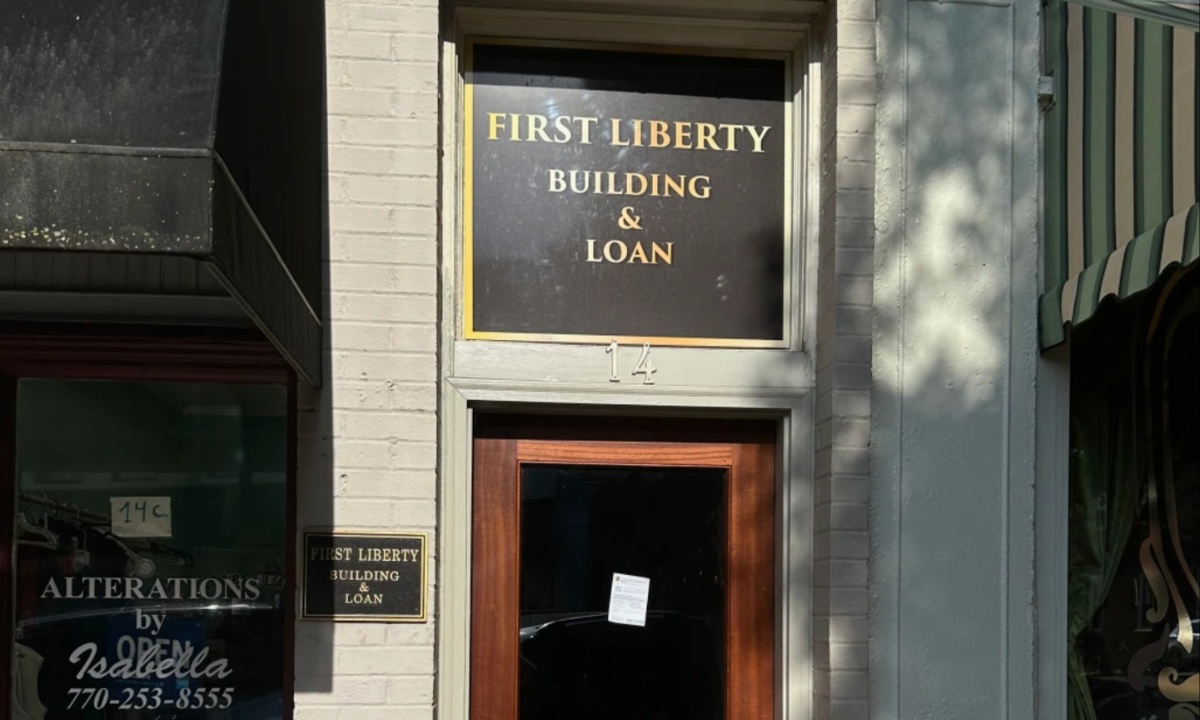 FIRST LIBERTY
BUILDING
&
LOAN
14
14c
FIRST LIBERTY
BUILDING
&
LOAN
ALTERATIONS
by
OPEN
Isabella
770-253-8555